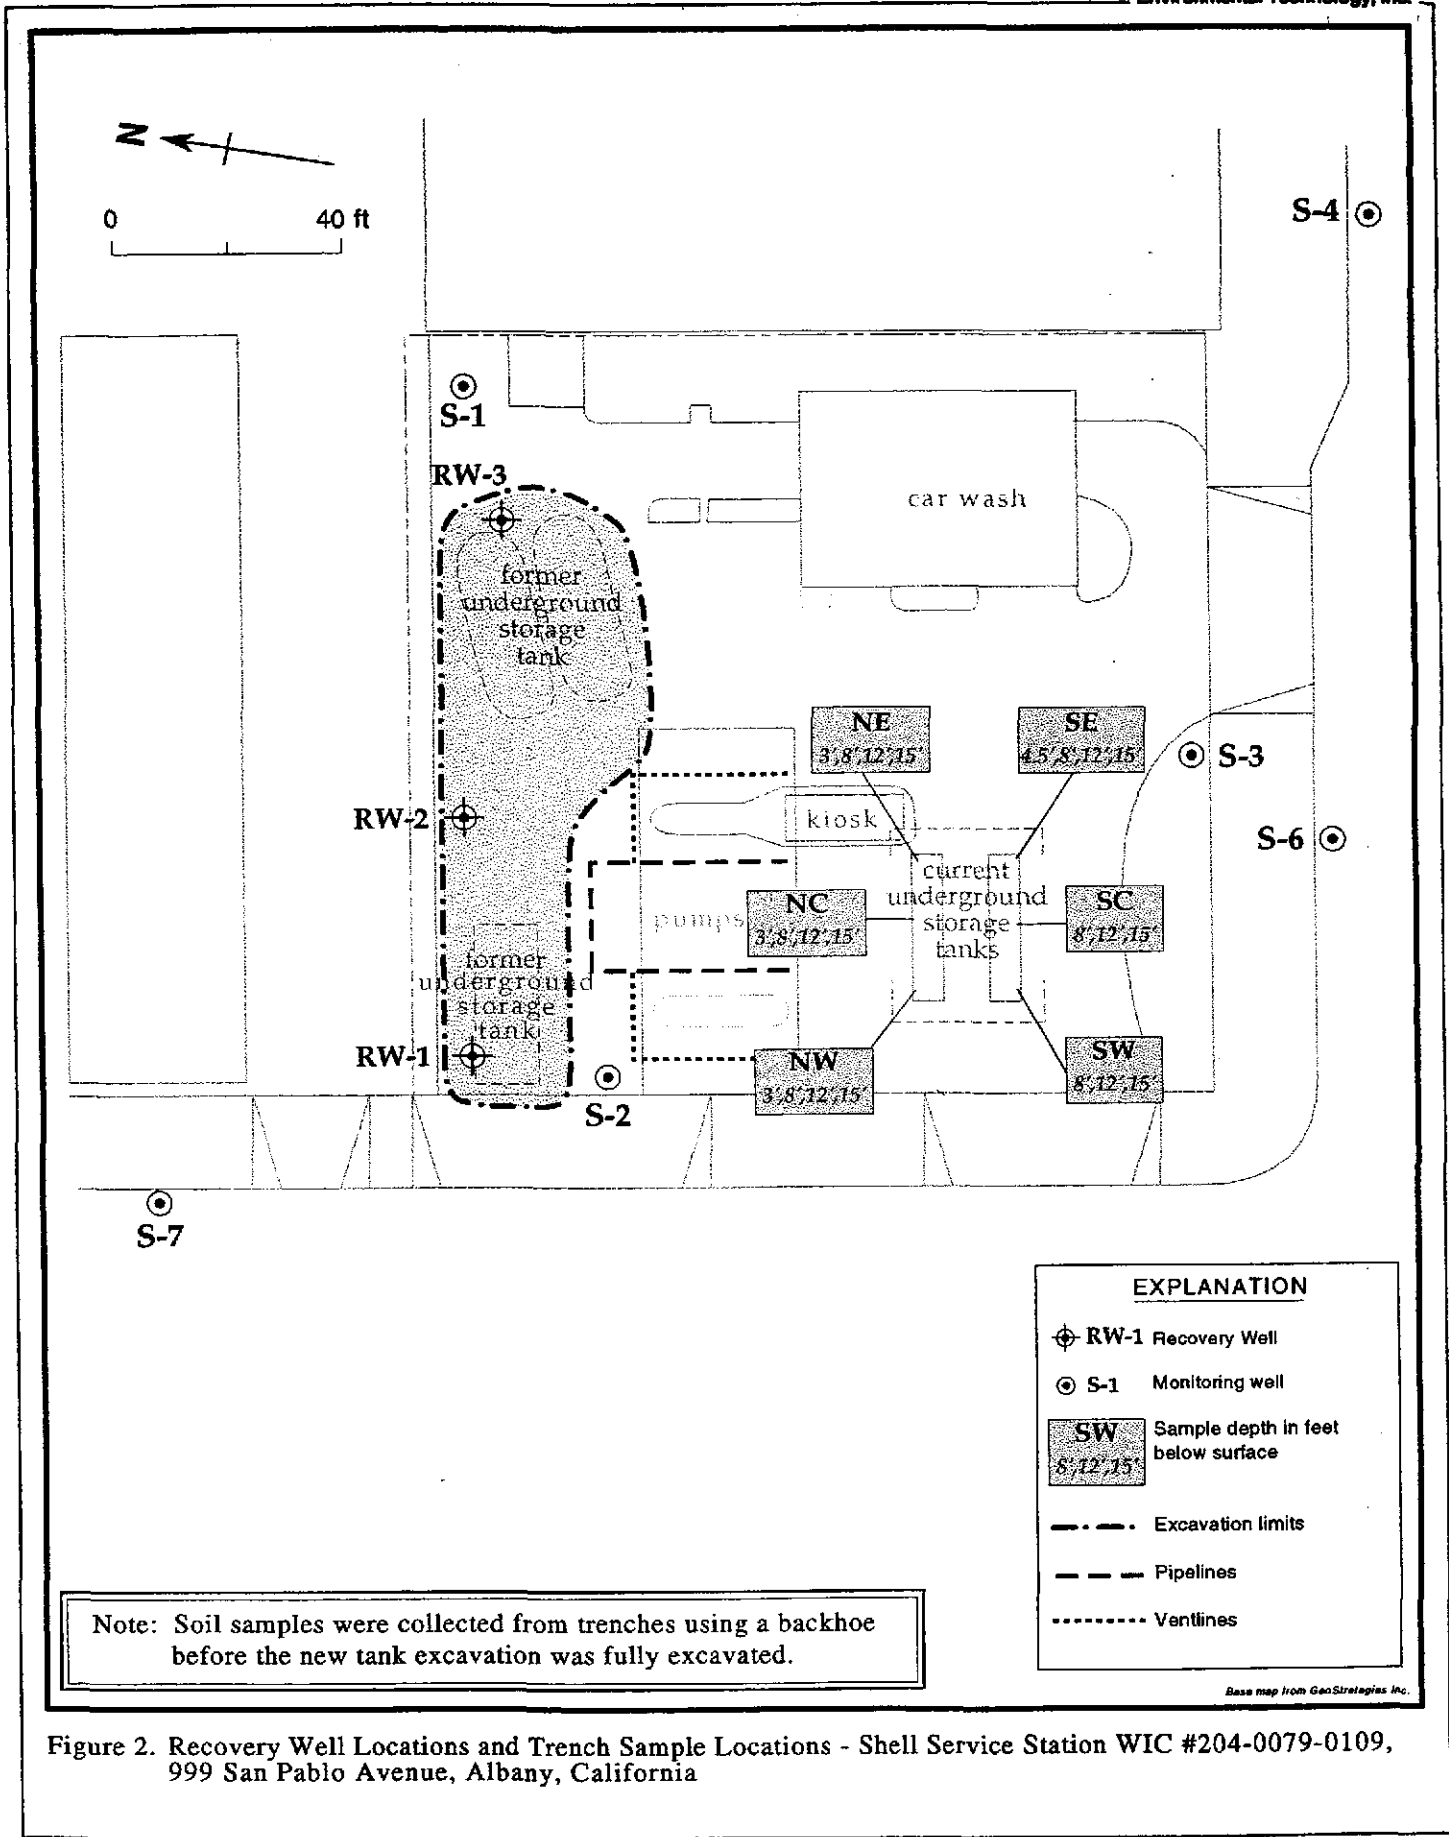 Environmental Technology, Inc.
N
0 40 ft
S-4
S-1
RW-3
car wash
former
underground
storage
tank
NE
3',8',12',15'
SE
4.5',8',12',15'
S-3
RW-2
kiosk
S-6
current
underground
storage
tanks
NC
3',8',12',15'
pumps
SC
8',12',15'
former
underground
storage
tank
RW-1
NW
3',8',12',15'
SW
8',12',15'
S-2
S-7
EXPLANATION
RW-1 Recovery Well
S-1 Monitoring well
SW
8',12',15'
Sample depth in feet
below surface
Excavation limits
Pipelines
Ventlines
Note: Soil samples were collected from trenches using a backhoe
before the new tank excavation was fully excavated.
Base map from GeoStrategies Inc.
Figure 2. Recovery Well Locations and Trench Sample Locations - Shell Service Station WIC #204-0079-0109,
999 San Pablo Avenue, Albany, California